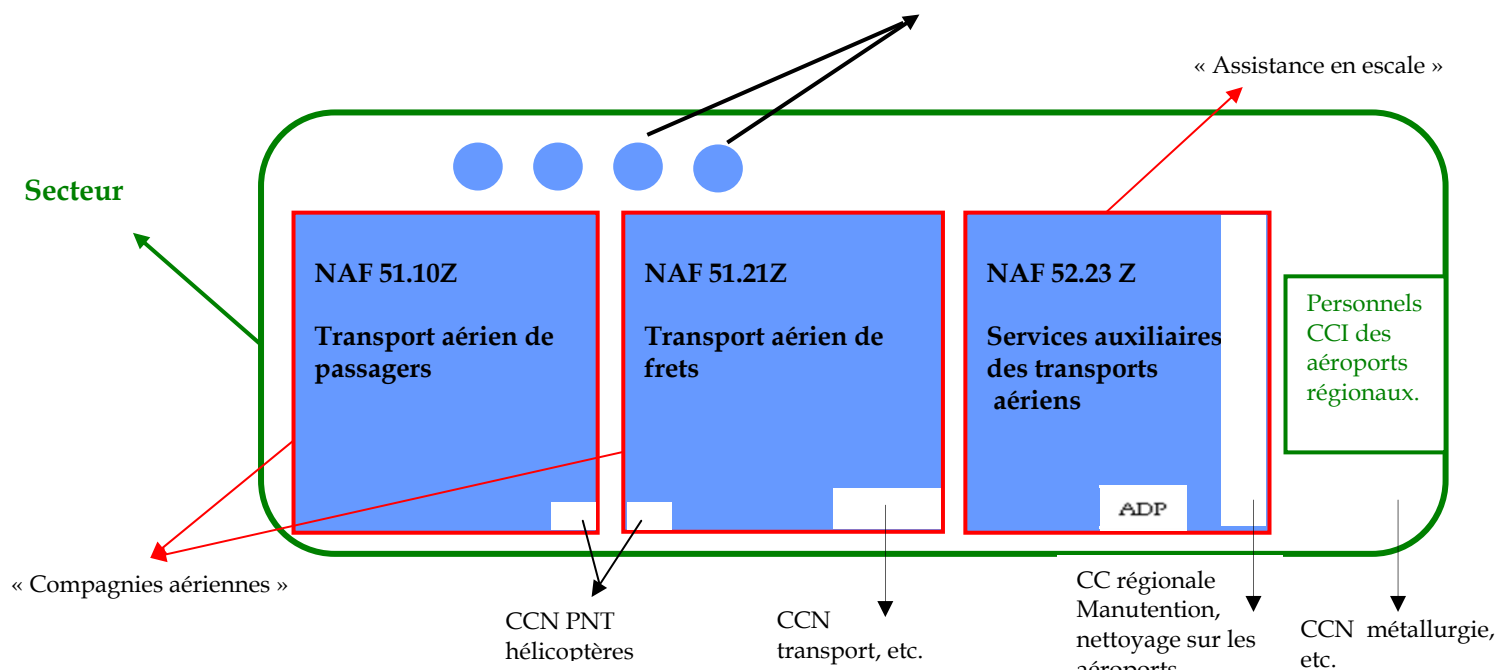 « Assistance en escale »
Secteur
NAF 51.10Z
Transport aérien de
passagers
NAF 51.21Z
Transport aérien de
frets
NAF 52.23 Z
Services auxiliaires
des transports
aériens
Personnels
CCI des
aéroports
régionaux.
ADP
« Compagnies aériennes »
CCN PNT
hélicoptères
CCN
transport, etc.
CC régionale
Manutention,
nettoyage sur les
aéroports
CCN métallurgie,
etc.